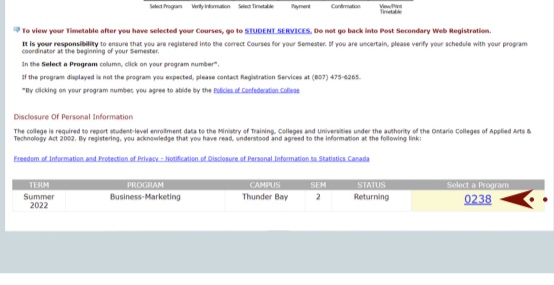 Select Program Verify Information Select Timetable Payment Confirmation View/Print
Timetable
To view your Timetable after you have selected your Courses, go to STUDENT SERVICES. Do not go back into Post Secondary Web Registration.
It is your responsibility to ensure that you are registered into the correct Courses for your Semester. If you are uncertain, please verify your schedule with your program
coordinator at the beginning of your Semester.
In the Select a Program column, click on your program number*.
If the program displayed is not the program you expected, please contact Registration Services at (807) 475-6265.
*By clicking on your program number, you agree to abide by the Policies of Confederation College
Disclosure Of Personal Information
The college is required to report student-level enrollment data to the Ministry of Training, Colleges and Universities under the authority of the Ontario Colleges of Applied Arts &
Technology Act 2002. By registering, you acknowledge that you have read, understood and agreed to the information at the following link:
Freedom of Information and Protection of Privacy - Notification of Disclosure of Personal Information to Statistics Canada
TERM PROGRAM CAMPUS SEM STATUS Select a Program
Summer
2022 Business-Marketing Thunder Bay 2 Returning 0238